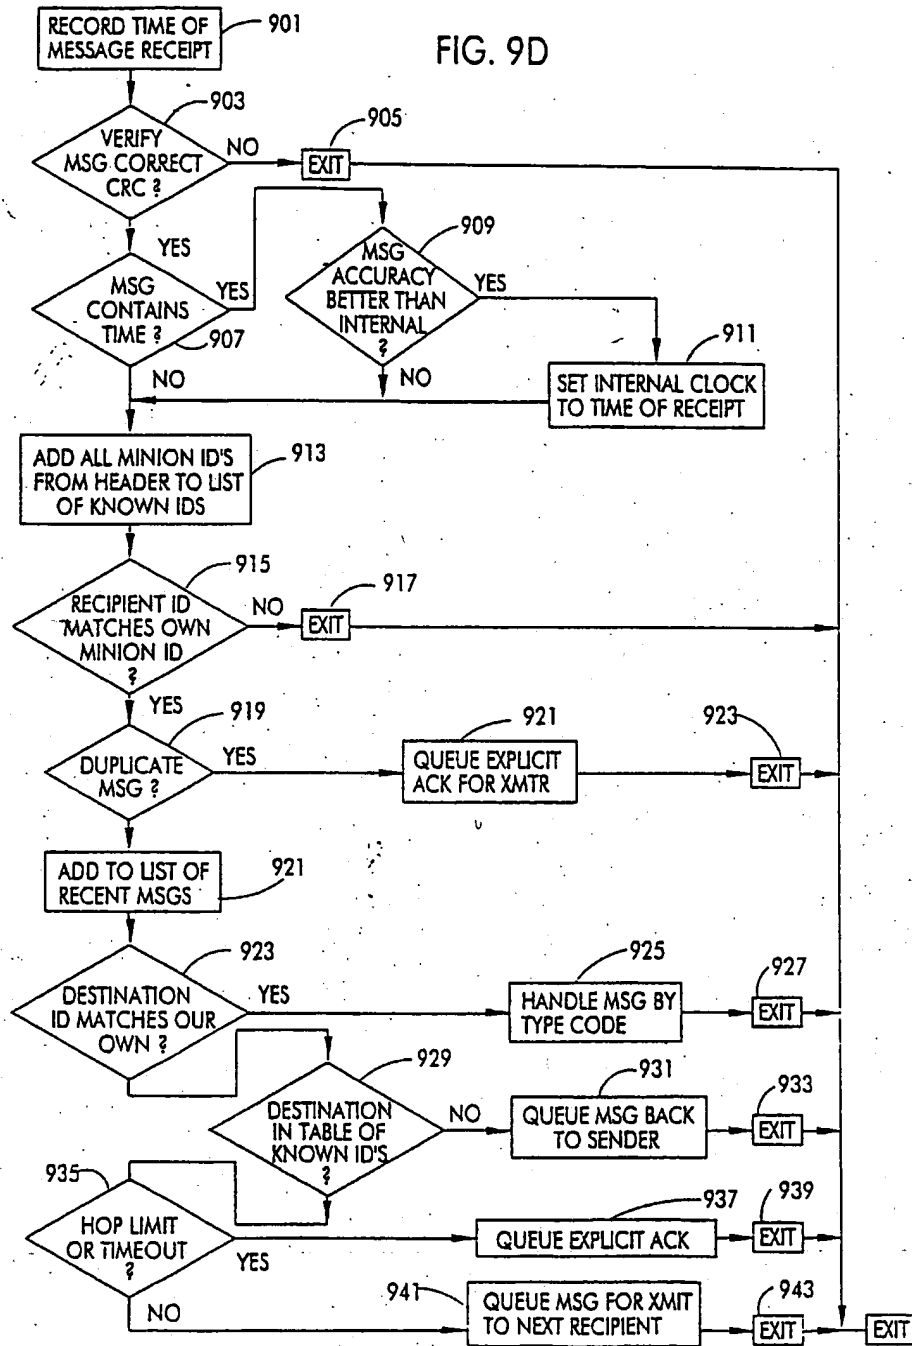 RECORD TIME OF
MESSAGE RECEIPT
901
FIG. 9D
903
VERIFY
MSG CORRECT
CRC ?
NO
905
EXIT
YES
MSG
CONTAINS
TIME ?
YES
907
NO
909
MSG
ACCURACY
BETTER THAN
INTERNAL
?
YES
NO
911
SET INTERNAL CLOCK
TO TIME OF RECEIPT
ADD ALL MINION ID'S
FROM HEADER TO LIST
OF KNOWN IDS
913
915
RECIPIENT ID
MATCHES OWN
MINION ID
?
NO
917
EXIT
YES
919
DUPLICATE
MSG ?
YES
921
QUEUE EXPLICIT
ACK FOR XMTR
923
EXIT
ADD TO LIST OF
RECENT MSGS
921
923
DESTINATION
ID MATCHES OUR
OWN ?
YES
925
HANDLE MSG BY
TYPE CODE
927
EXIT
929
DESTINATION
IN TABLE OF
KNOWN ID'S
?
NO
931
QUEUE MSG BACK
TO SENDER
933
EXIT
935
HOP LIMIT
OR TIMEOUT
?
YES
937
QUEUE EXPLICIT ACK
939
EXIT
NO
941
QUEUE MSG FOR XMIT
TO NEXT RECIPIENT
943
EXIT
EXIT